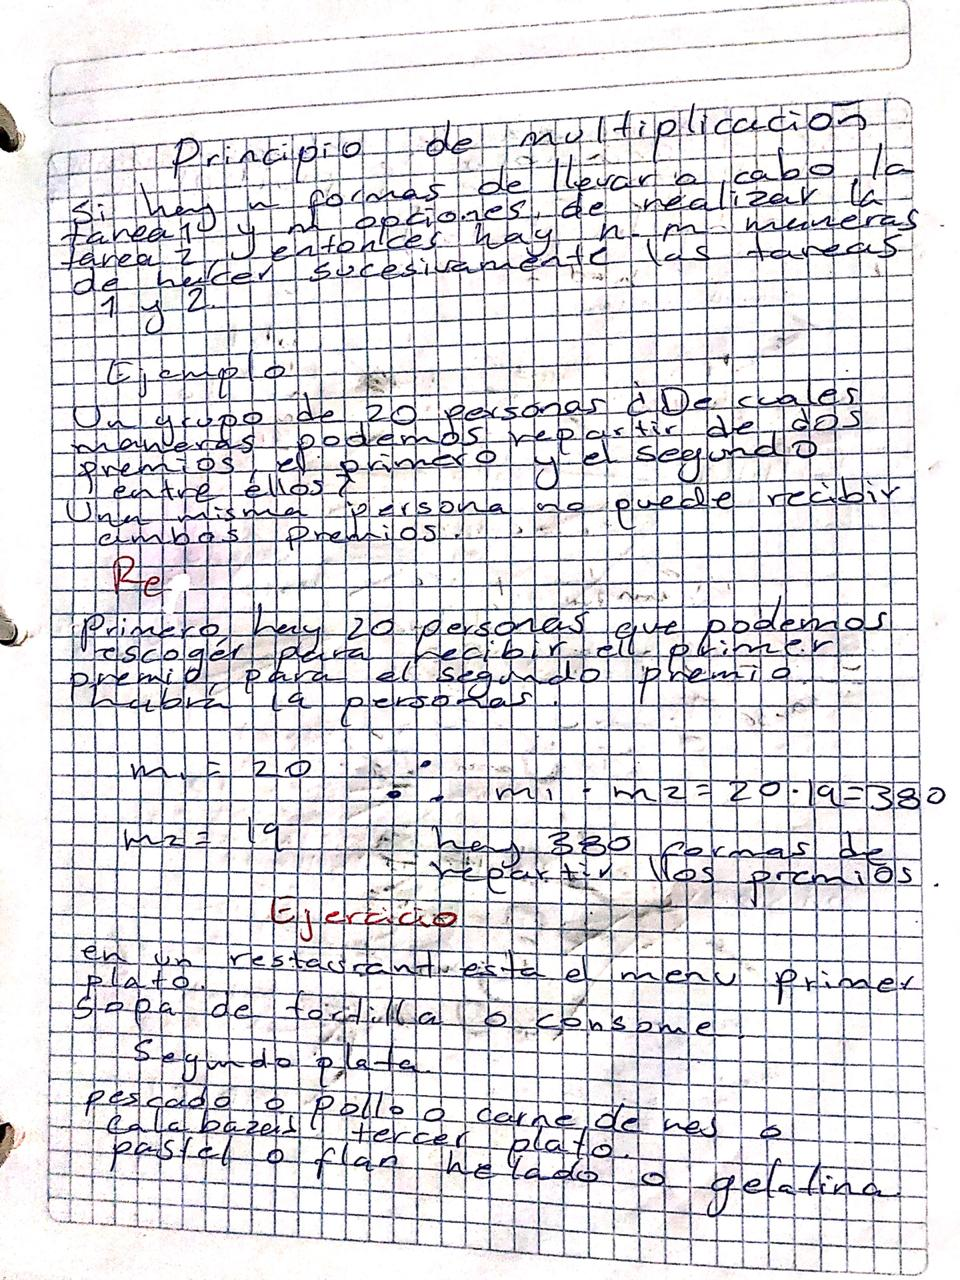 Principio de multiplicación
Si hay n formas de llevar a cabo la
tarea 1 y m opciones de realizar la
tarea 2, entonces hay n.m. maneras
de hacer sucesivamente las tareas
1 y 2.
Ejemplo
Un grupo de 20 personas ¿De cuales
maneras podemos repartir de dos
premios, el primero y el segundo
entre ellos?
Una misma persona no puede recibir
ambos premios.
Re
Primero hay 20 personas que podemos
escoger para recibir el primer
premio, para el segundo premio
habra 19 personas.
m1 = 20
∴ m1 · m2 = 20·19=380
m2 = 19
hay 380 formas de
repartir los premios.
Ejercicio
en un restaurant esta el menu primer
plato.
Sopa de tortilla o consome
Segundo plato
pescado o pollo o carne de res o
calabazas tercer plato.
pastel o flan helado o gelatina